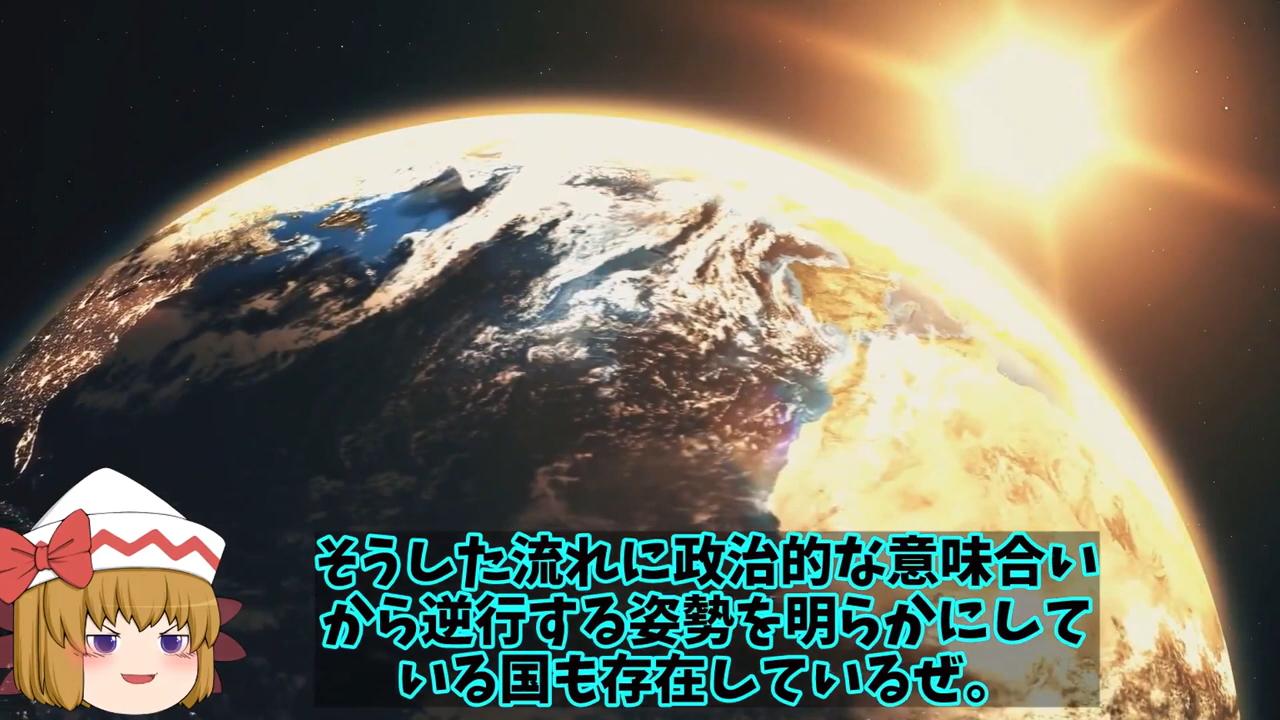 そうした流れに政治的な意味合い
から逆行する姿勢を明らかにして
いる国も存在しているぜ。